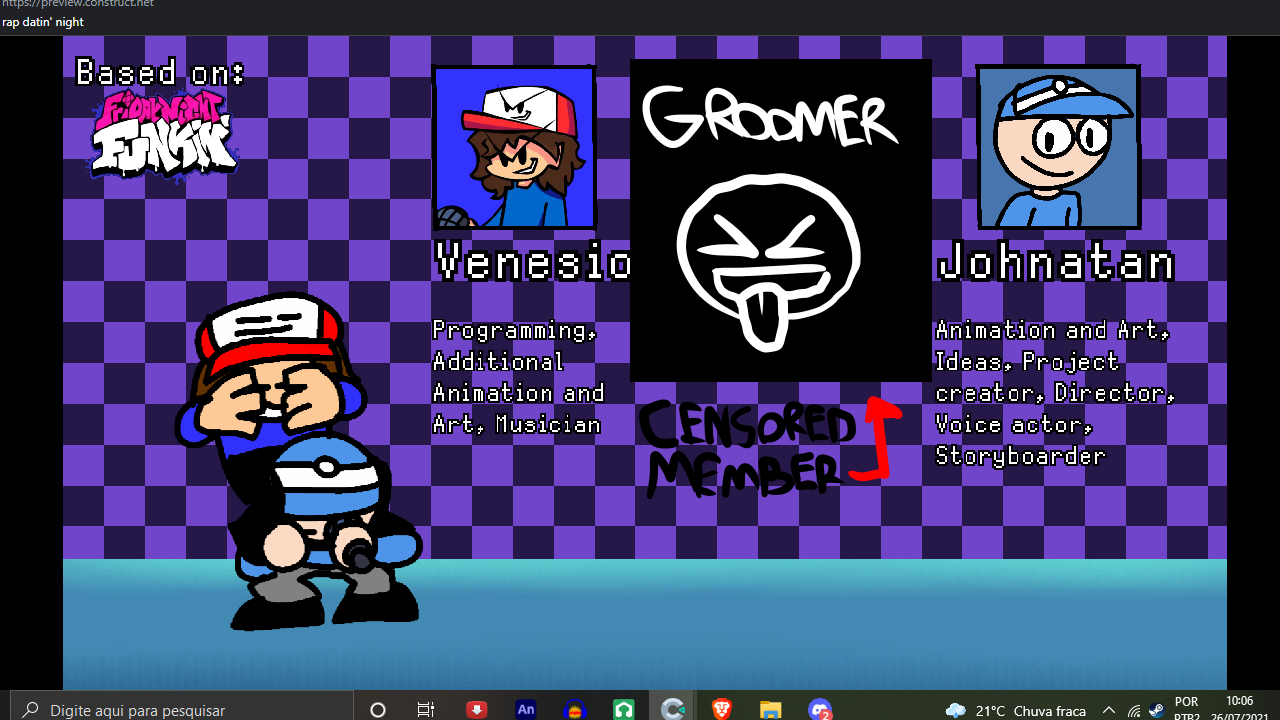 https://preview.construct.net
rap datin' night
Based on:
FRIDAY NIGHT
FUNKIN'
Venesio
Programming,
Additional
Animation and
Art, Musician
GROOMER
CENSORED
MEMBER
Johnatan
Animation and Art,
Ideas, Project
creator, Director,
Voice actor,
Storyboarder
Digite aqui para pesquisar
An
2
21°C Chuva fraca
POR
PTB2
10:06
26/07/2021